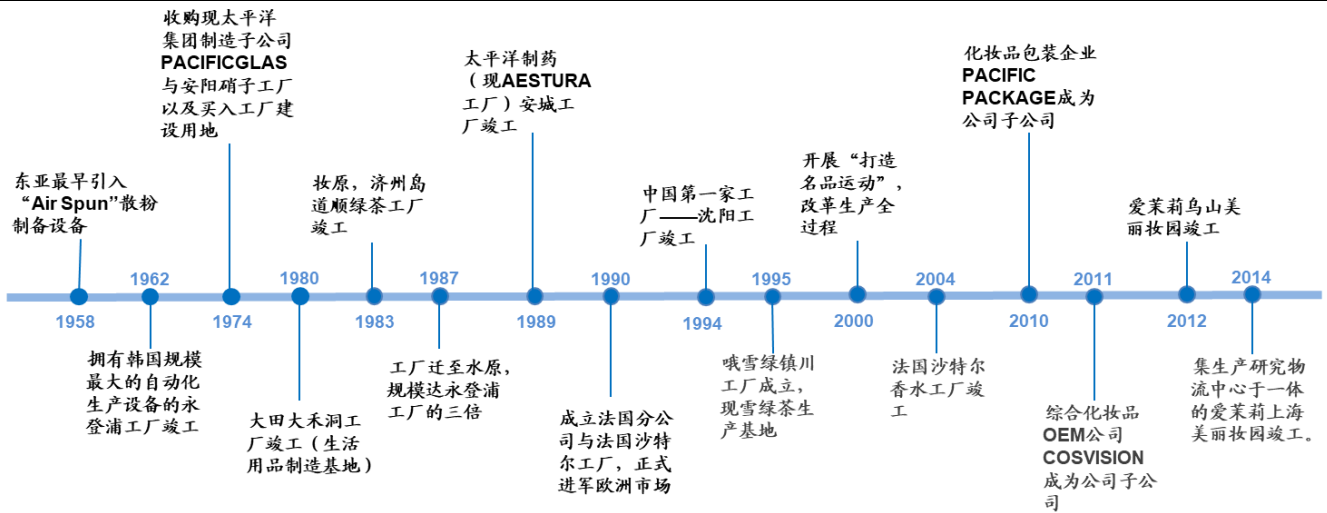 东亚最早引入
“Air Spun”散粉
制备设备
1958
1962
拥有韩国规模
最大的自动化
生产设备的永
登浦工厂竣工
收购现太平洋
集团制造子公司
PACIFICGLAS
与安阳硝子工厂
以及买入工厂建
设用地
1974
1980
大田大禾洞工
厂竣工（生活
用品制造基地）
妆原，济州岛
道顺绿茶工厂
竣工
1983
1987
工厂迁至水原，
规模达永登浦
工厂的三倍
太平洋制药
（现AESTURA
工厂）安城工
厂竣工
1989
1990
成立法国分公
司与法国沙特
尔工厂，正式
进军欧洲市场
中国第一家工
厂——沈阳工
厂竣工
1994
1995
哦雪绿镇川
工厂成立，
现雪绿茶生
产基地
开展“打造
名品运动”，
改革生产全
过程
2000
2004
法国沙特尔
香水工厂竣
工
化妆品包装企业
PACIFIC
PACKAGE成为
公司子公司
2010
2011
综合化妆品
OEM公司
COSVISION
成为公司子公
司
爱茉莉乌山美
丽妆园竣工
2012
2014
集生产研究物
流中心于一体
的爱茉莉上海
美丽妆园竣工。